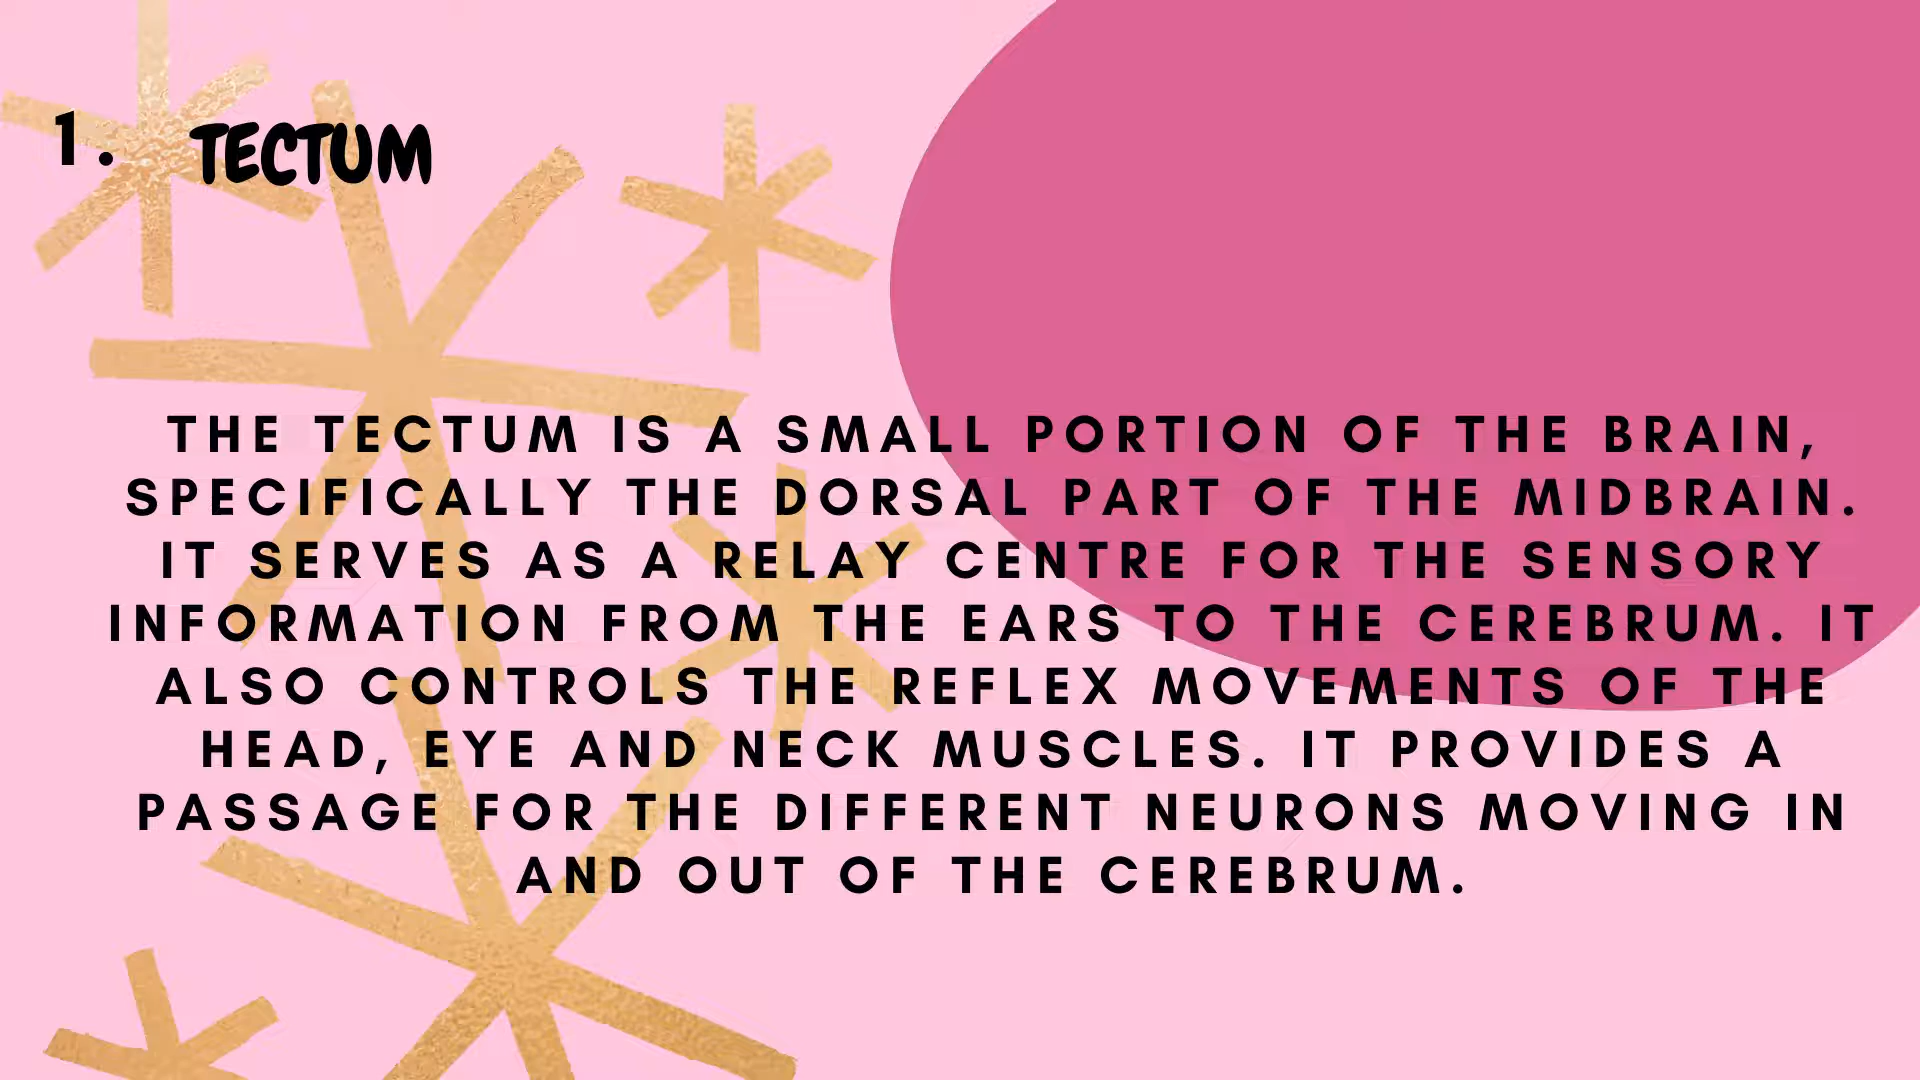 1. TECTUM
THE TECTUM IS A SMALL PORTION OF THE BRAIN,
SPECIFICALLY THE DORSAL PART OF THE MIDBRAIN.
IT SERVES AS A RELAY CENTRE FOR THE SENSORY
INFORMATION FROM THE EARS TO THE CEREBRUM. IT
ALSO CONTROLS THE REFLEX MOVEMENTS OF THE
HEAD, EYE AND NECK MUSCLES. IT PROVIDES A
PASSAGE FOR THE DIFFERENT NEURONS MOVING IN
AND OUT OF THE CEREBRUM.